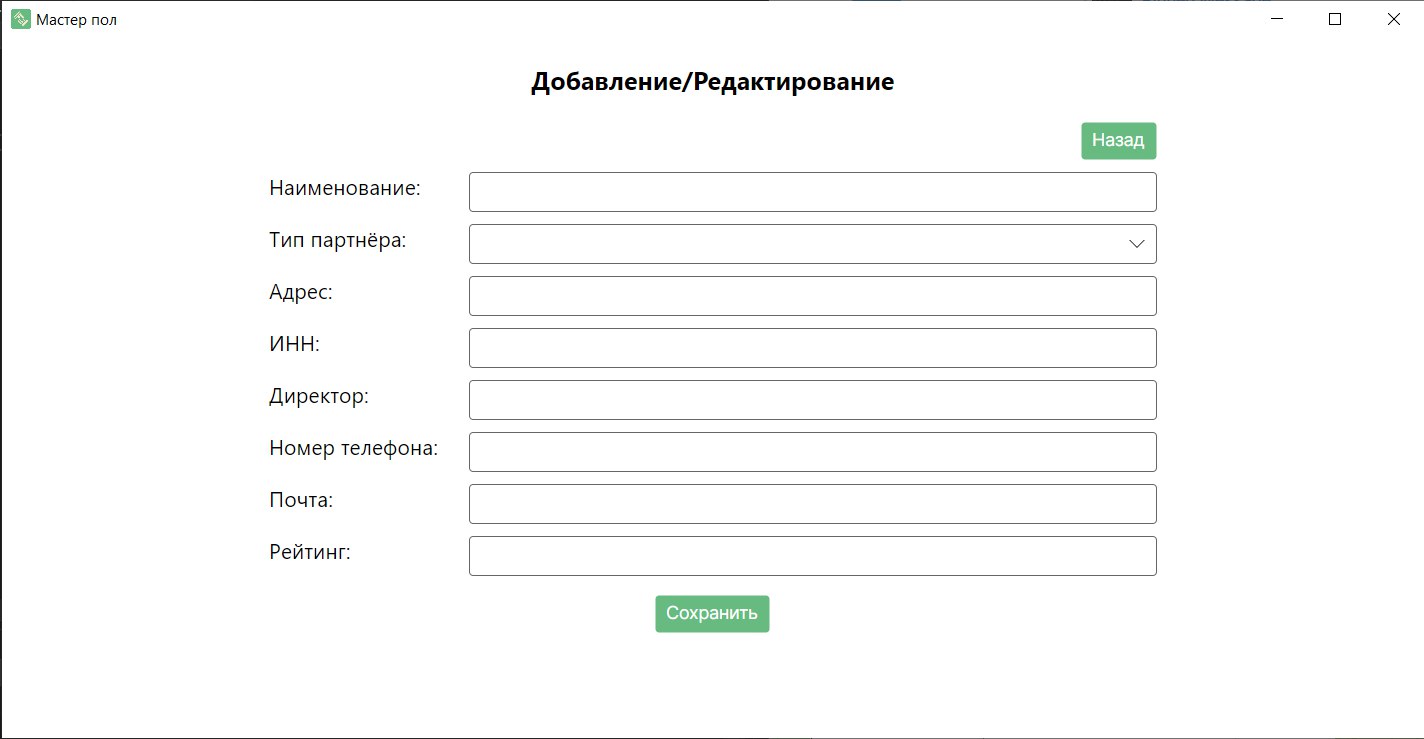 Мастер пол
Добавление/Редактирование
Назад
Наименование:
Тип партнёра:
Адрес:
ИНН:
Директор:
Номер телефона:
Почта:
Рейтинг:
Сохранить